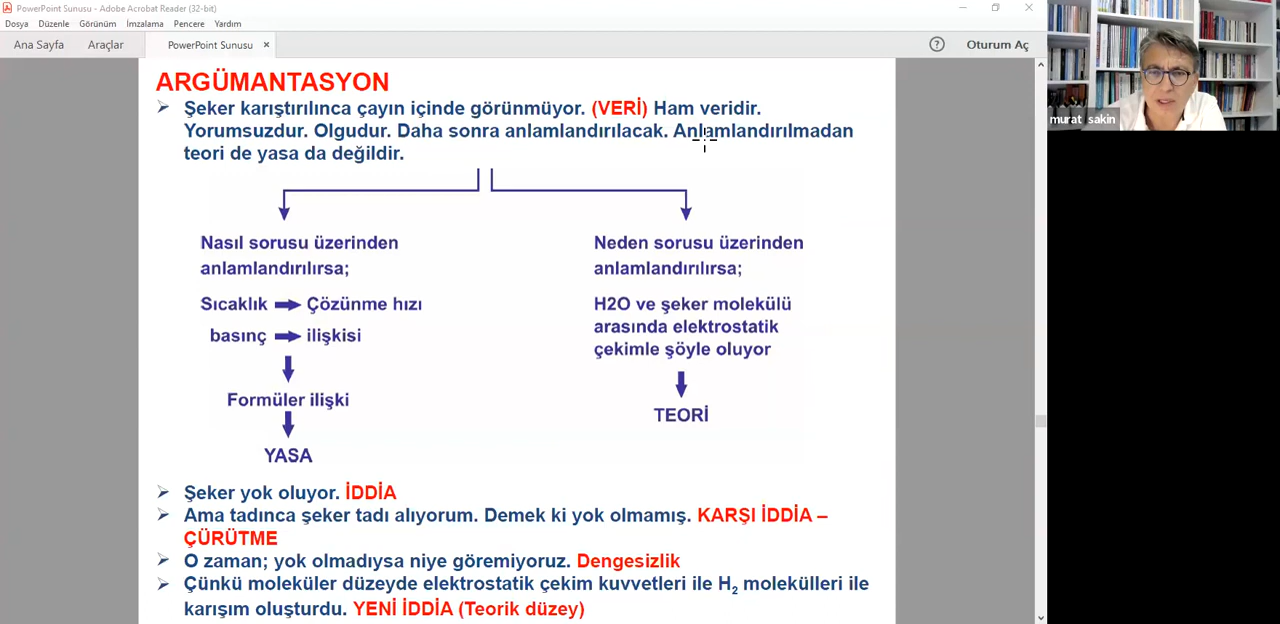 PowerPoint Sunusu - Adobe Acrobat Reader (32-bit)
Dosya Düzenle Görünüm İmzalama Pencere Yardım
Ana Sayfa Araçlar PowerPoint Sunusu × ? Oturum Aç
ARGÜMANTASYON
Şeker karıştırılınca çayın içinde görünmüyor. (VERİ) Ham veridir.
Yorumsuzdur. Olgudur. Daha sonra anlamlandırılacak. Anlamlandırılmadan
teori de yasa da değildir.
Nasıl sorusu üzerinden
anlamlandırılırsa;
Sıcaklık Çözünme hızı
basınç ilişkisi
Formüler ilişki
YASA
Neden sorusu üzerinden
anlamlandırılırsa;
H2O ve şeker molekülü
arasında elektrostatik
çekimle şöyle oluyor
TEORİ
Şeker yok oluyor. İDDİA
Ama tadınca şeker tadı alıyorum. Demek ki yok olmamış. KARŞI İDDİA –
ÇÜRÜTME
O zaman; yok olmadıysa niye göremiyoruz. Dengesizlik
Çünkü moleküler düzeyde elektrostatik çekim kuvvetleri ile H2 molekülleri ile
karışım oluşturdu. YENİ İDDİA (Teorik düzey)
murat sakin